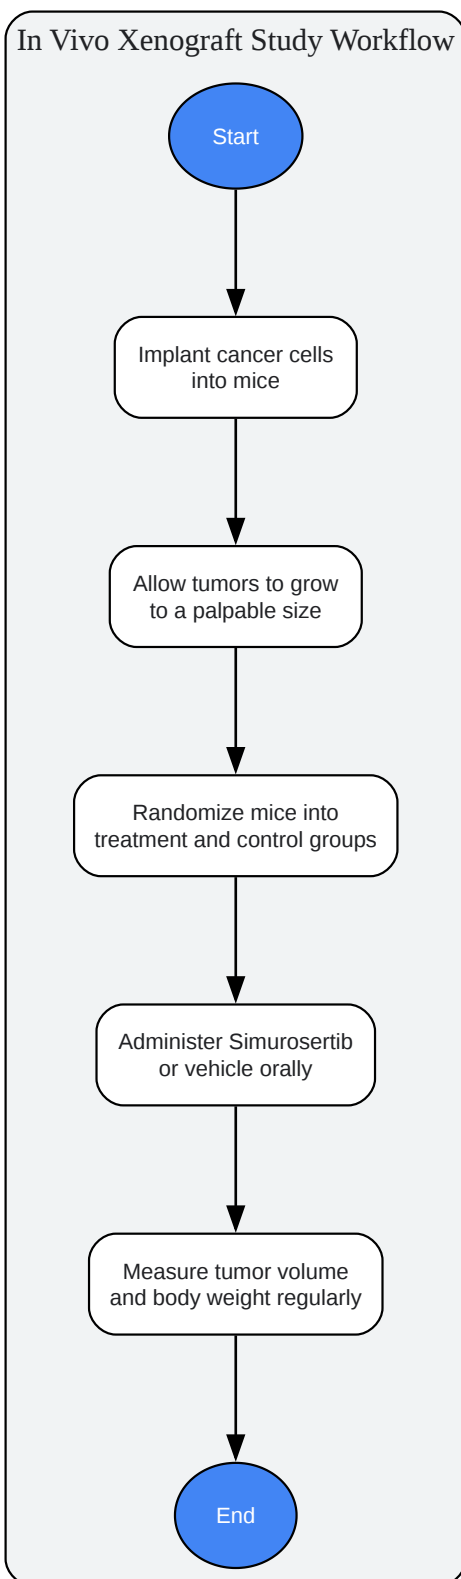 In Vivo Xenograft Study Workflow
Start
Implant cancer cells
into mice
Allow tumors to grow
to a palpable size
Randomize mice into
treatment and control groups
Administer Simurosertib
or vehicle orally
Measure tumor volume
and body weight regularly
End